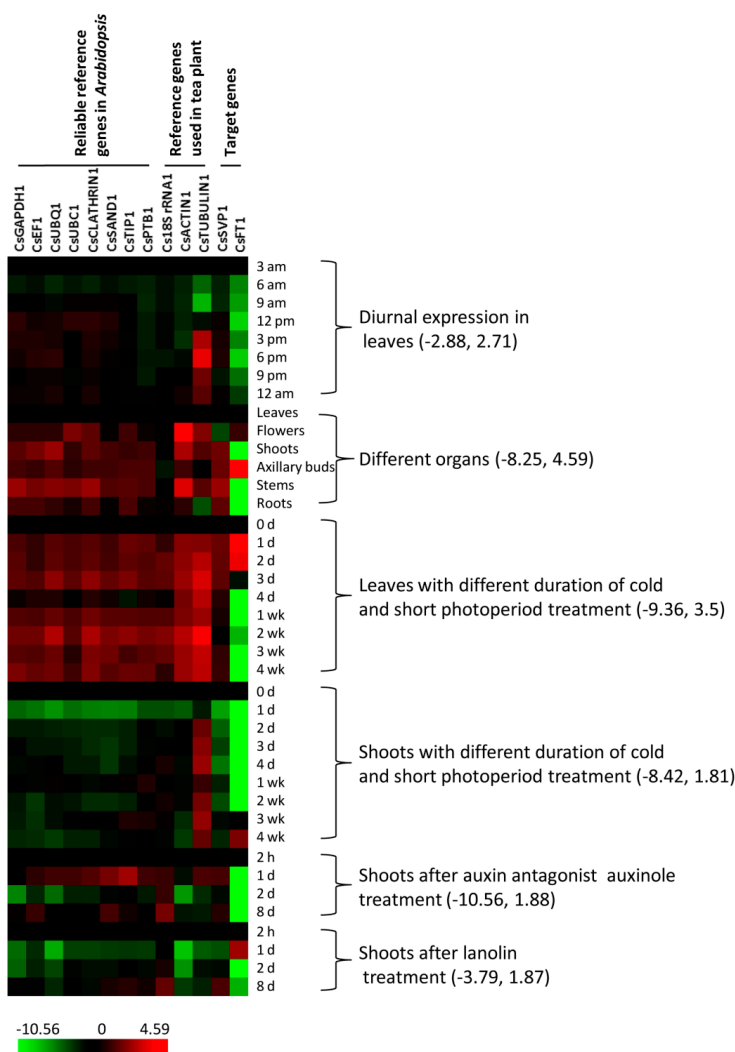 Reliable reference
genes in Arabidopsis
Reference genes
used in tea plant
Target genes
CsGAPDH1
CsEF1
CsUBQ1
CsUBC1
CsCLATHRIN1
CsSAND1
CsTIP1
CsPTB1
Cs18S rRNA1
CsACTIN1
CsTUBULIN1
CsSVP1
CsFT1
3 am
6 am
9 am
12 pm
3 pm
6 pm
9 pm
12 am
Diurnal expression in
leaves (-2.88, 2.71)
Leaves
Flowers
Shoots
Axillary buds
Stems
Roots
Different organs (-8.25, 4.59)
0 d
1 d
2 d
3 d
4 d
1 wk
2 wk
3 wk
4 wk
Leaves with different duration of cold
and short photoperiod treatment (-9.36, 3.5)
0 d
1 d
2 d
3 d
4 d
1 wk
2 wk
3 wk
4 wk
Shoots with different duration of cold
and short photoperiod treatment (-8.42, 1.81)
2 h
1 d
2 d
8 d
Shoots after auxin antagonist auxinole
treatment (-10.56, 1.88)
2 h
1 d
2 d
8 d
Shoots after lanolin
treatment (-3.79, 1.87)
-10.56 0 4.59